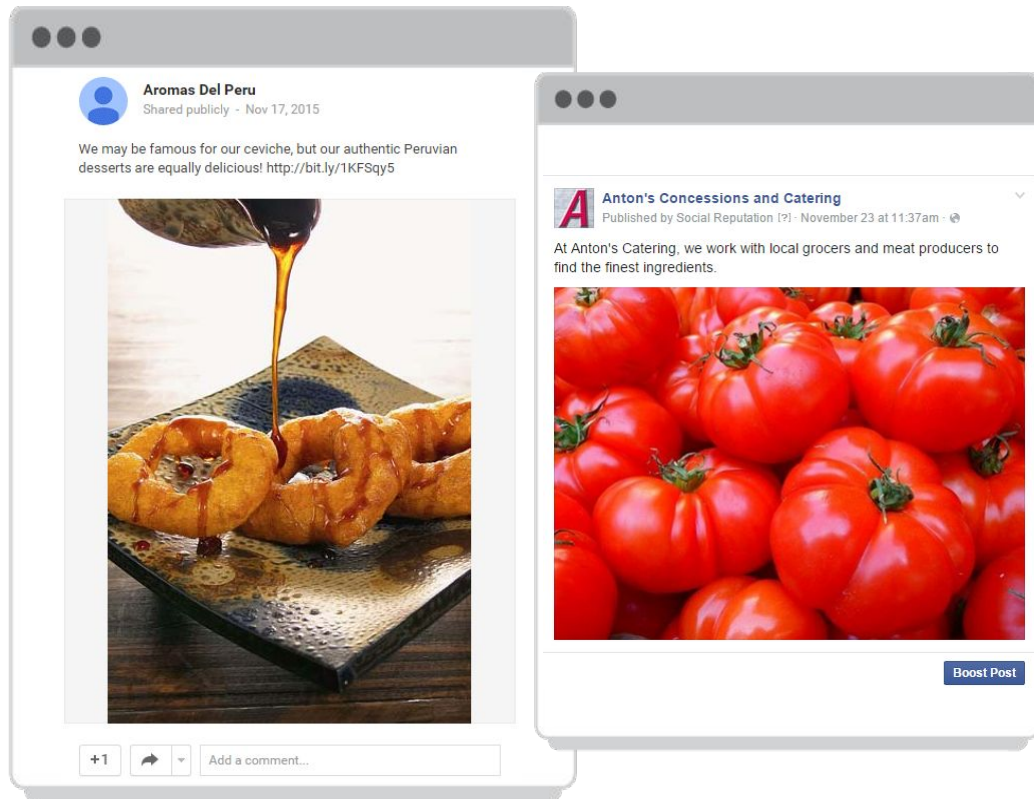 Aromas Del Peru
Shared publicly - Nov 17, 2015
We may be famous for our ceviche, but our authentic Peruvian
desserts are equally delicious! http://bit.ly/1KFSqy5
+1
Add a comment...
A
Anton's Concessions and Catering
Published by Social Reputation [?] · November 23 at 11:37am ·
At Anton's Catering, we work with local grocers and meat producers to
find the finest ingredients.
Boost Post